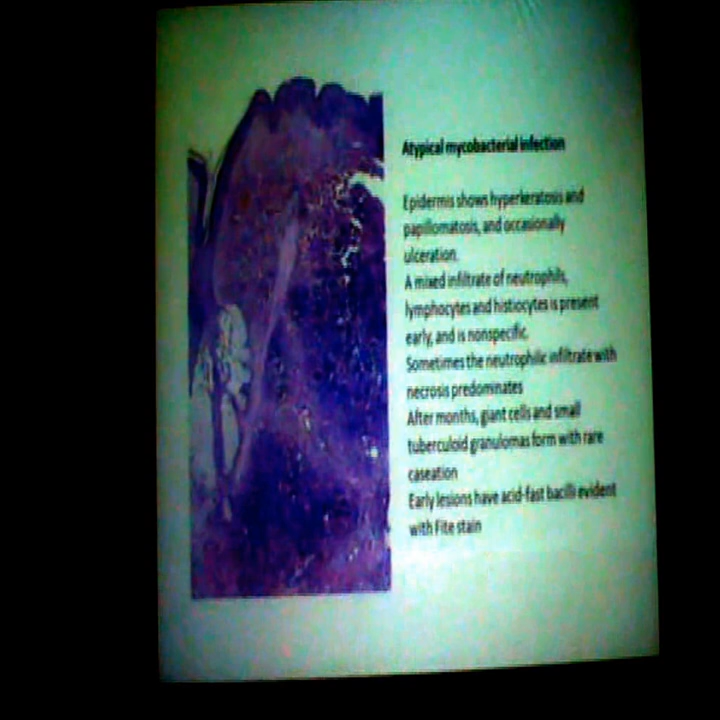 Atypical mycobacterial infection
Epidermis shows hyperkeratosis and
papillomatosis, and occasionally
ulceration.
A mixed infiltrate of neutrophils,
lymphocytes and histiocytes is present
early, and is nonspecific.
Sometimes the neutrophilic infiltrate with
necrosis predominates
After months, giant cells and small
tuberculoid granulomas form with rare
caseation
Early lesions have acid-fast bacilli evident
with Fite stain